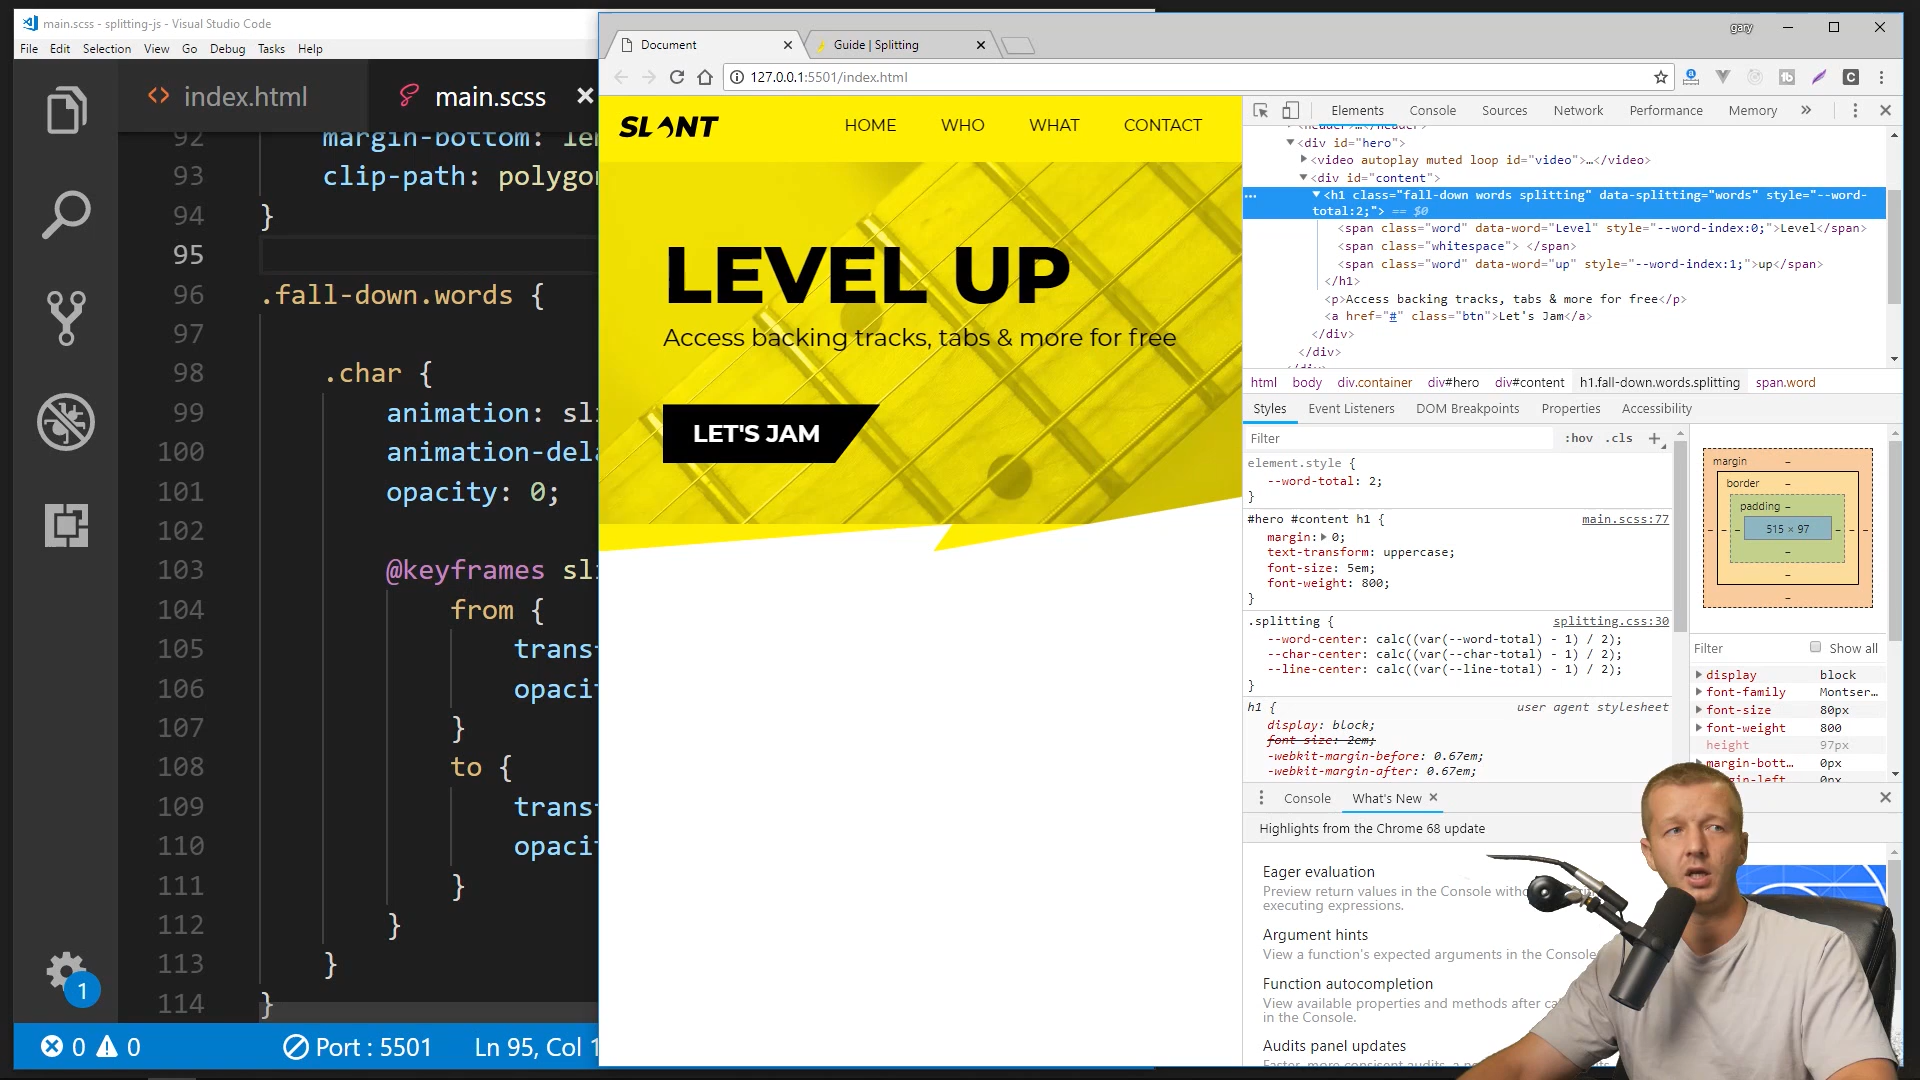 main.scss - splitting-js - Visual Studio Code
File Edit Selection View Go Debug Tasks Help
index.html
main.scss
92 margin-bottom:
93 clip-path:
94 }
95
96 .fall-down.words {
97
98 .char {
99 animation:
100
101 opacity: 0;
102
103 @keyframes
104 from {
105
106
107 }
108 to {
109
110
111 }
112 }
113 }
114 }
1
0 0 Port : 5501 Ln 95, Col 1
gary
Document
Guide | Splitting
127.0.0.1:5501/index.html
SLANT
HOME WHO WHAT CONTACT
LEVEL UP
Access backing tracks, tabs & more for free
LET'S JAM
Elements Console Sources Network Performance Memory »
<header>…</header>
<div id="hero">
<video autoplay muted loop id="video">…</video>
<div id="content">
… <h1 class="fall-down words splitting" data-splitting="words" style="--word-
total:2;"> == $0
<span class="word" data-word="Level" style="--word-index:0;">Level</span>
<span class="whitespace"> </span>
<span class="word" data-word="up" style="--word-index:1;">up</span>
</h1>
<p>Access backing tracks, tabs & more for free</p>
<a href="#" class="btn">Let's Jam</a>
</div>
</div>
html body div.container div#hero div#content h1.fall-down.words.splitting span.word
Styles Event Listeners DOM Breakpoints Properties Accessibility
Filter :hov .cls +
element.style {
--word-total: 2;
}
#hero #content h1 { main.scss:77
margin: 0;
text-transform: uppercase;
font-size: 5em;
font-weight: 800;
}
.splitting { splitting.css:30
--word-center: calc((var(--word-total) - 1) / 2);
--char-center: calc((var(--char-total) - 1) / 2);
--line-center: calc((var(--line-total) - 1) / 2);
}
h1 { user agent stylesheet
display: block;
font-size: 2em;
-webkit-margin-before: 0.67em;
-webkit-margin-after: 0.67em;
margin –
border –
padding –
515 × 97
–
–
–
Filter Show all
display block
font-family Montser…
font-size 80px
font-weight 800
height 97px
margin-bott… 0px
margin-left 0px
Console What's New
Highlights from the Chrome 68 update
Eager evaluation
Preview return values in the Console
executing expressions.
Argument hints
View a function's expected arguments in the Console
Function autocompletion
View available properties and methods after
in the Console.
Audits panel updates